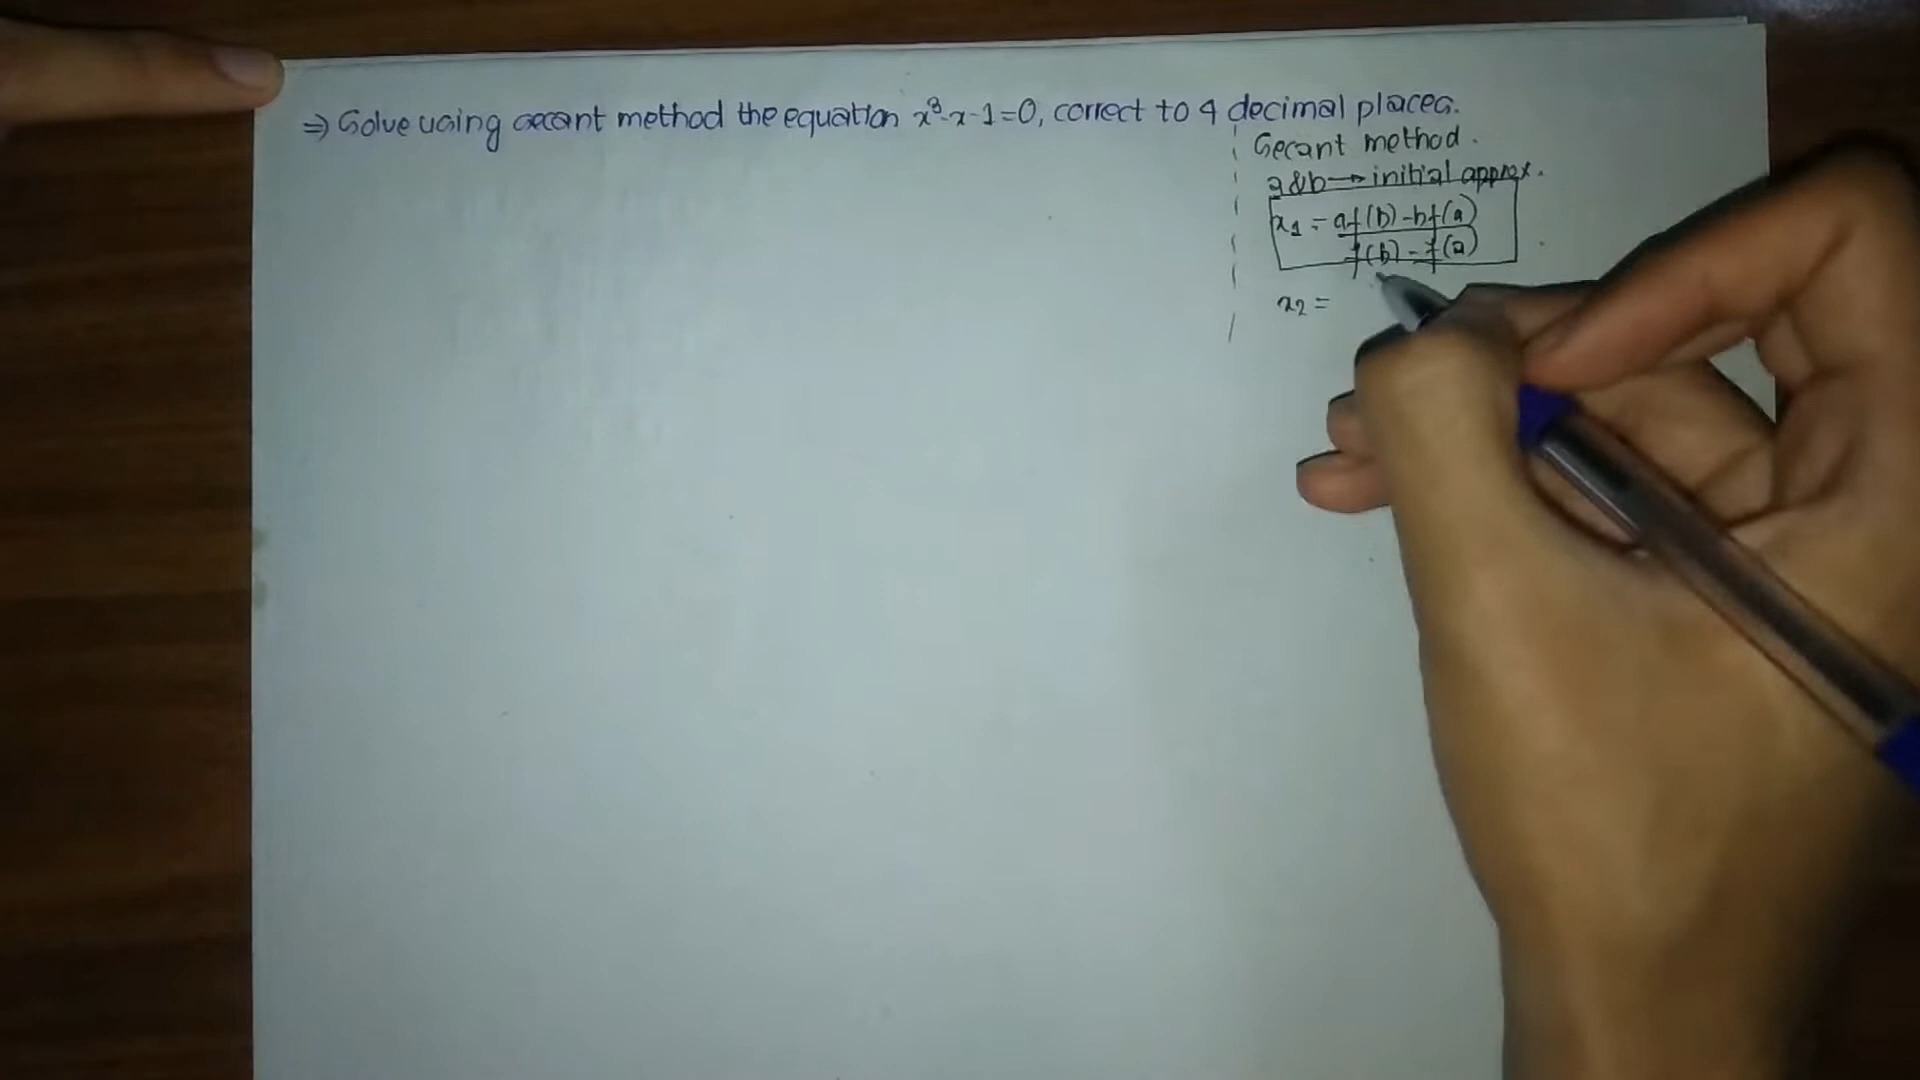 ⇒ Solve using secant method the equation x³-x-1=0, correct to 4 decimal places.
Secant method.
a & b → initial approx.
x₁ = af(b) - bf(a)
f(b) - f(a)
x₂ =